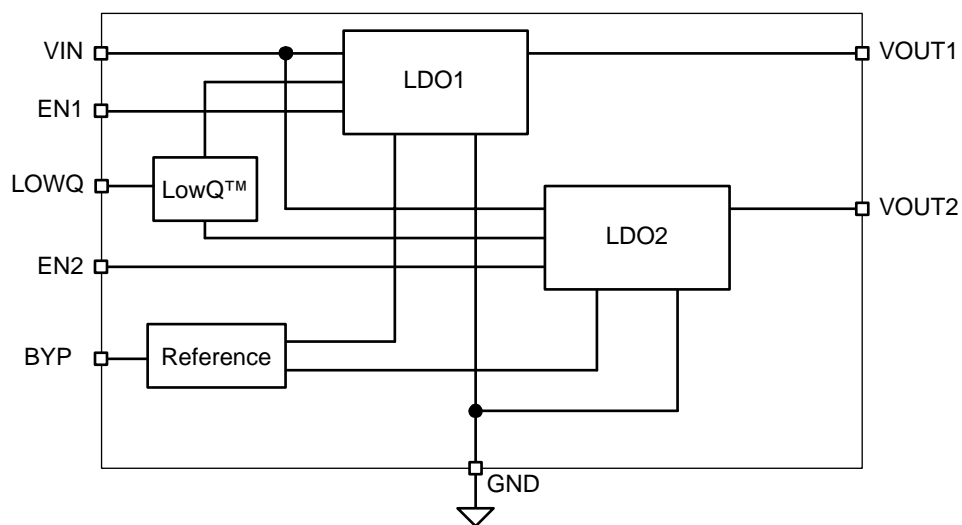 VIN
LDO1
VOUT1
EN1
LOWQ
LowQ™
VOUT2
LDO2
EN2
BYP
Reference
GND